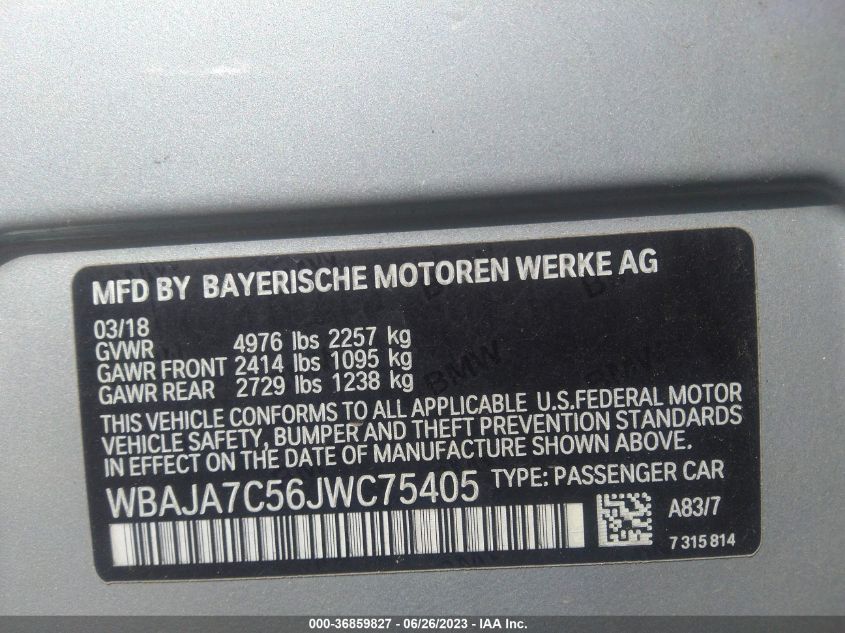 MFD BY BAYERISCHE MOTOREN WERKE AG
03/18
GVWR 4976 lbs 2257 kg
GAWR FRONT 2414 lbs 1095 kg
GAWR REAR 2729 lbs 1238 kg
THIS VEHICLE CONFORMS TO ALL APPLICABLE U.S.FEDERAL MOTOR
VEHICLE SAFETY, BUMPER AND THEFT PREVENTION STANDARDS
IN EFFECT ON THE DATE OF MANUFACTURE SHOWN ABOVE.
WBAJA7C56JWC75405 TYPE: PASSENGER CAR
A83/7
7 315 814
000-36859827 - 06/26/2023 - IAA Inc.